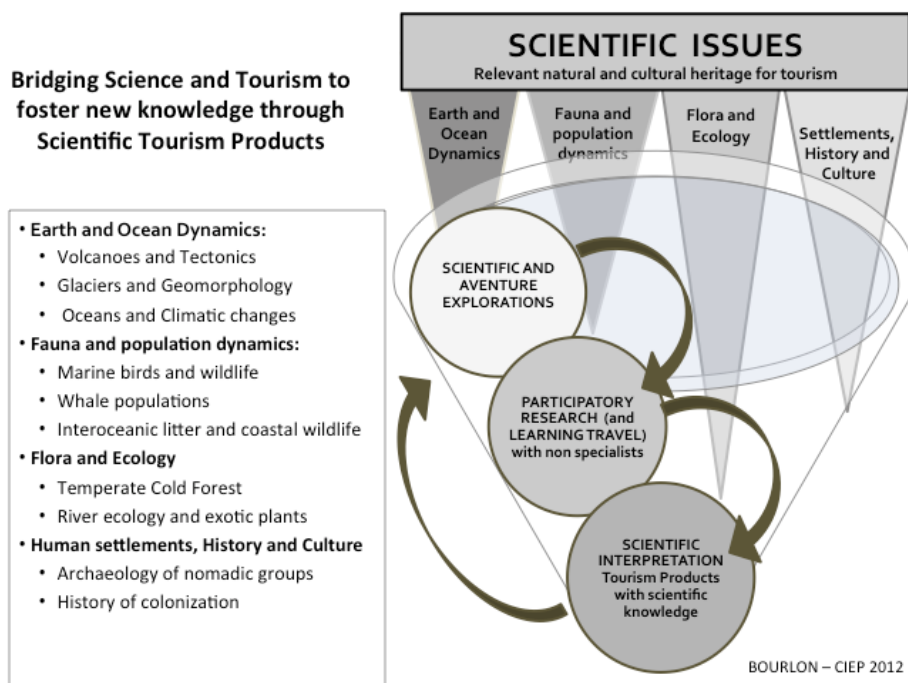 Bridging Science and Tourism to
foster new knowledge through
Scientific Tourism Products
• Earth and Ocean Dynamics:
• Volcanoes and Tectonics
• Glaciers and Geomorphology
• Oceans and Climatic changes
• Fauna and population dynamics:
• Marine birds and wildlife
• Whale populations
• Interoceanic litter and coastal wildlife
• Flora and Ecology
• Temperate Cold Forest
• River ecology and exotic plants
• Human settlements, History and Culture
• Archaeology of nomadic groups
• History of colonization
SCIENTIFIC ISSUES
Relevant natural and cultural heritage for tourism
Earth and
Ocean
Dynamics
Fauna and
population
dynamics
Flora and
Ecology
Settlements,
History and
Culture
SCIENTIFIC AND
AVENTURE
EXPLORATIONS
PARTICIPATORY
RESEARCH (and
LEARNING TRAVEL)
with non specialists
SCIENTIFIC
INTERPRETATION
Tourism Products
with scientific
knowledge
BOURLON – CIEP 2012